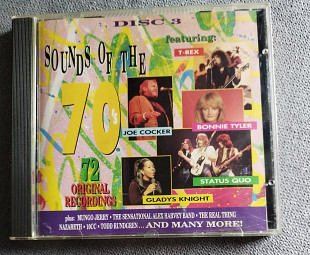 DISC 3
SOUNDS OF THE
70's
featuring:
T-REX
JOE COCKER
BONNIE TYLER
72
ORIGINAL
RECORDINGS
STATUS QUO
GLADYS KNIGHT
plus: MUNGO JERRY • THE SENSATIONAL ALEX HARVEY BAND • THE REAL THING
NAZARETH • 10CC • TODD RUNDGREN . . . AND MANY MORE!